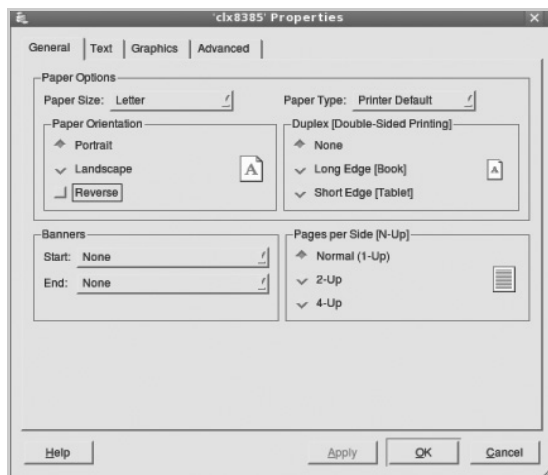 'clx8385' Properties
General Text Graphics Advanced
Paper Options
Paper Size: Letter Paper Type: Printer Default
Paper Orientation Duplex [Double-Sided Printing]
Portrait None
Landscape A Long Edge [Book] A
Reverse Short Edge [Tablet]
Banners Pages per Side [N-Up]
Start: None Normal (1-Up)
End: None 2-Up
4-Up
Help Apply OK Cancel